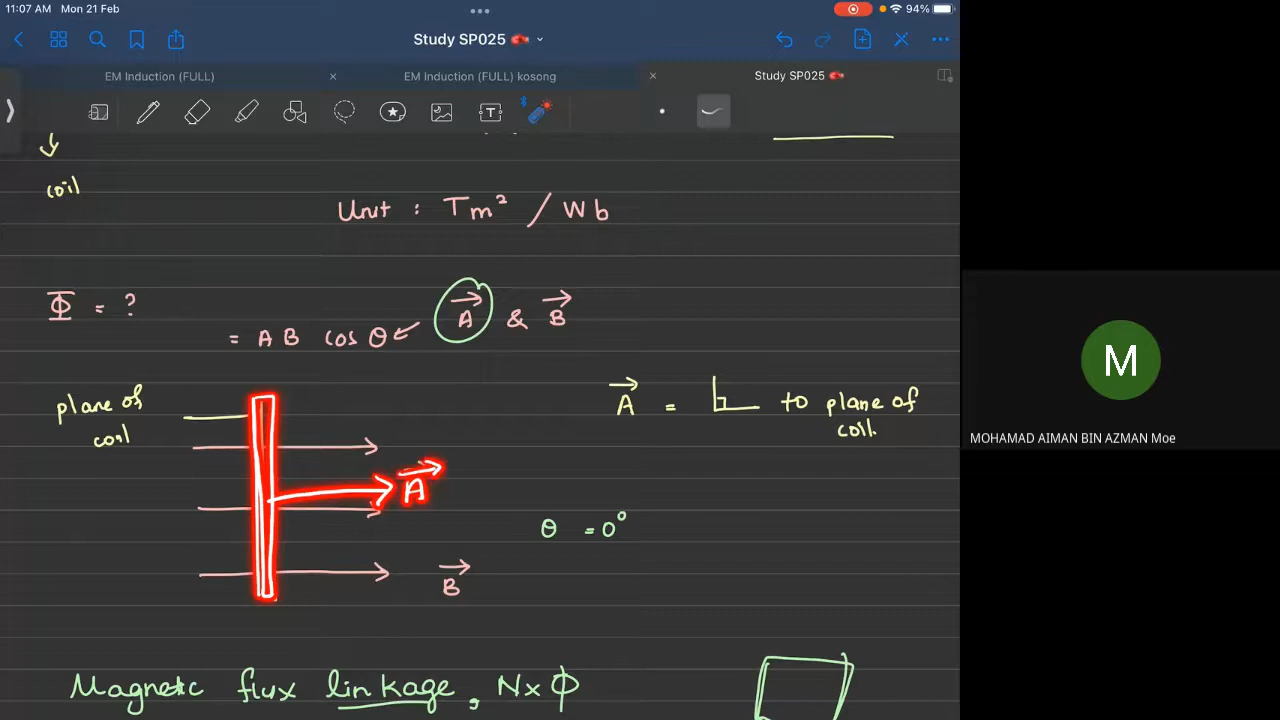 11:07 AM Mon 21 Feb
94%
Study SP025
EM Induction (FULL)
EM Induction (FULL) kosong
Study SP025
coil
Unit : Tm² / Wb
Φ = ?
= A B cos θ ← A & B
plane of
coil
A = to plane of
coil.
A
θ = 0°
B
Magnetic flux linkage, N x Φ
M
MOHAMAD AIMAN BIN AZMAN Moe